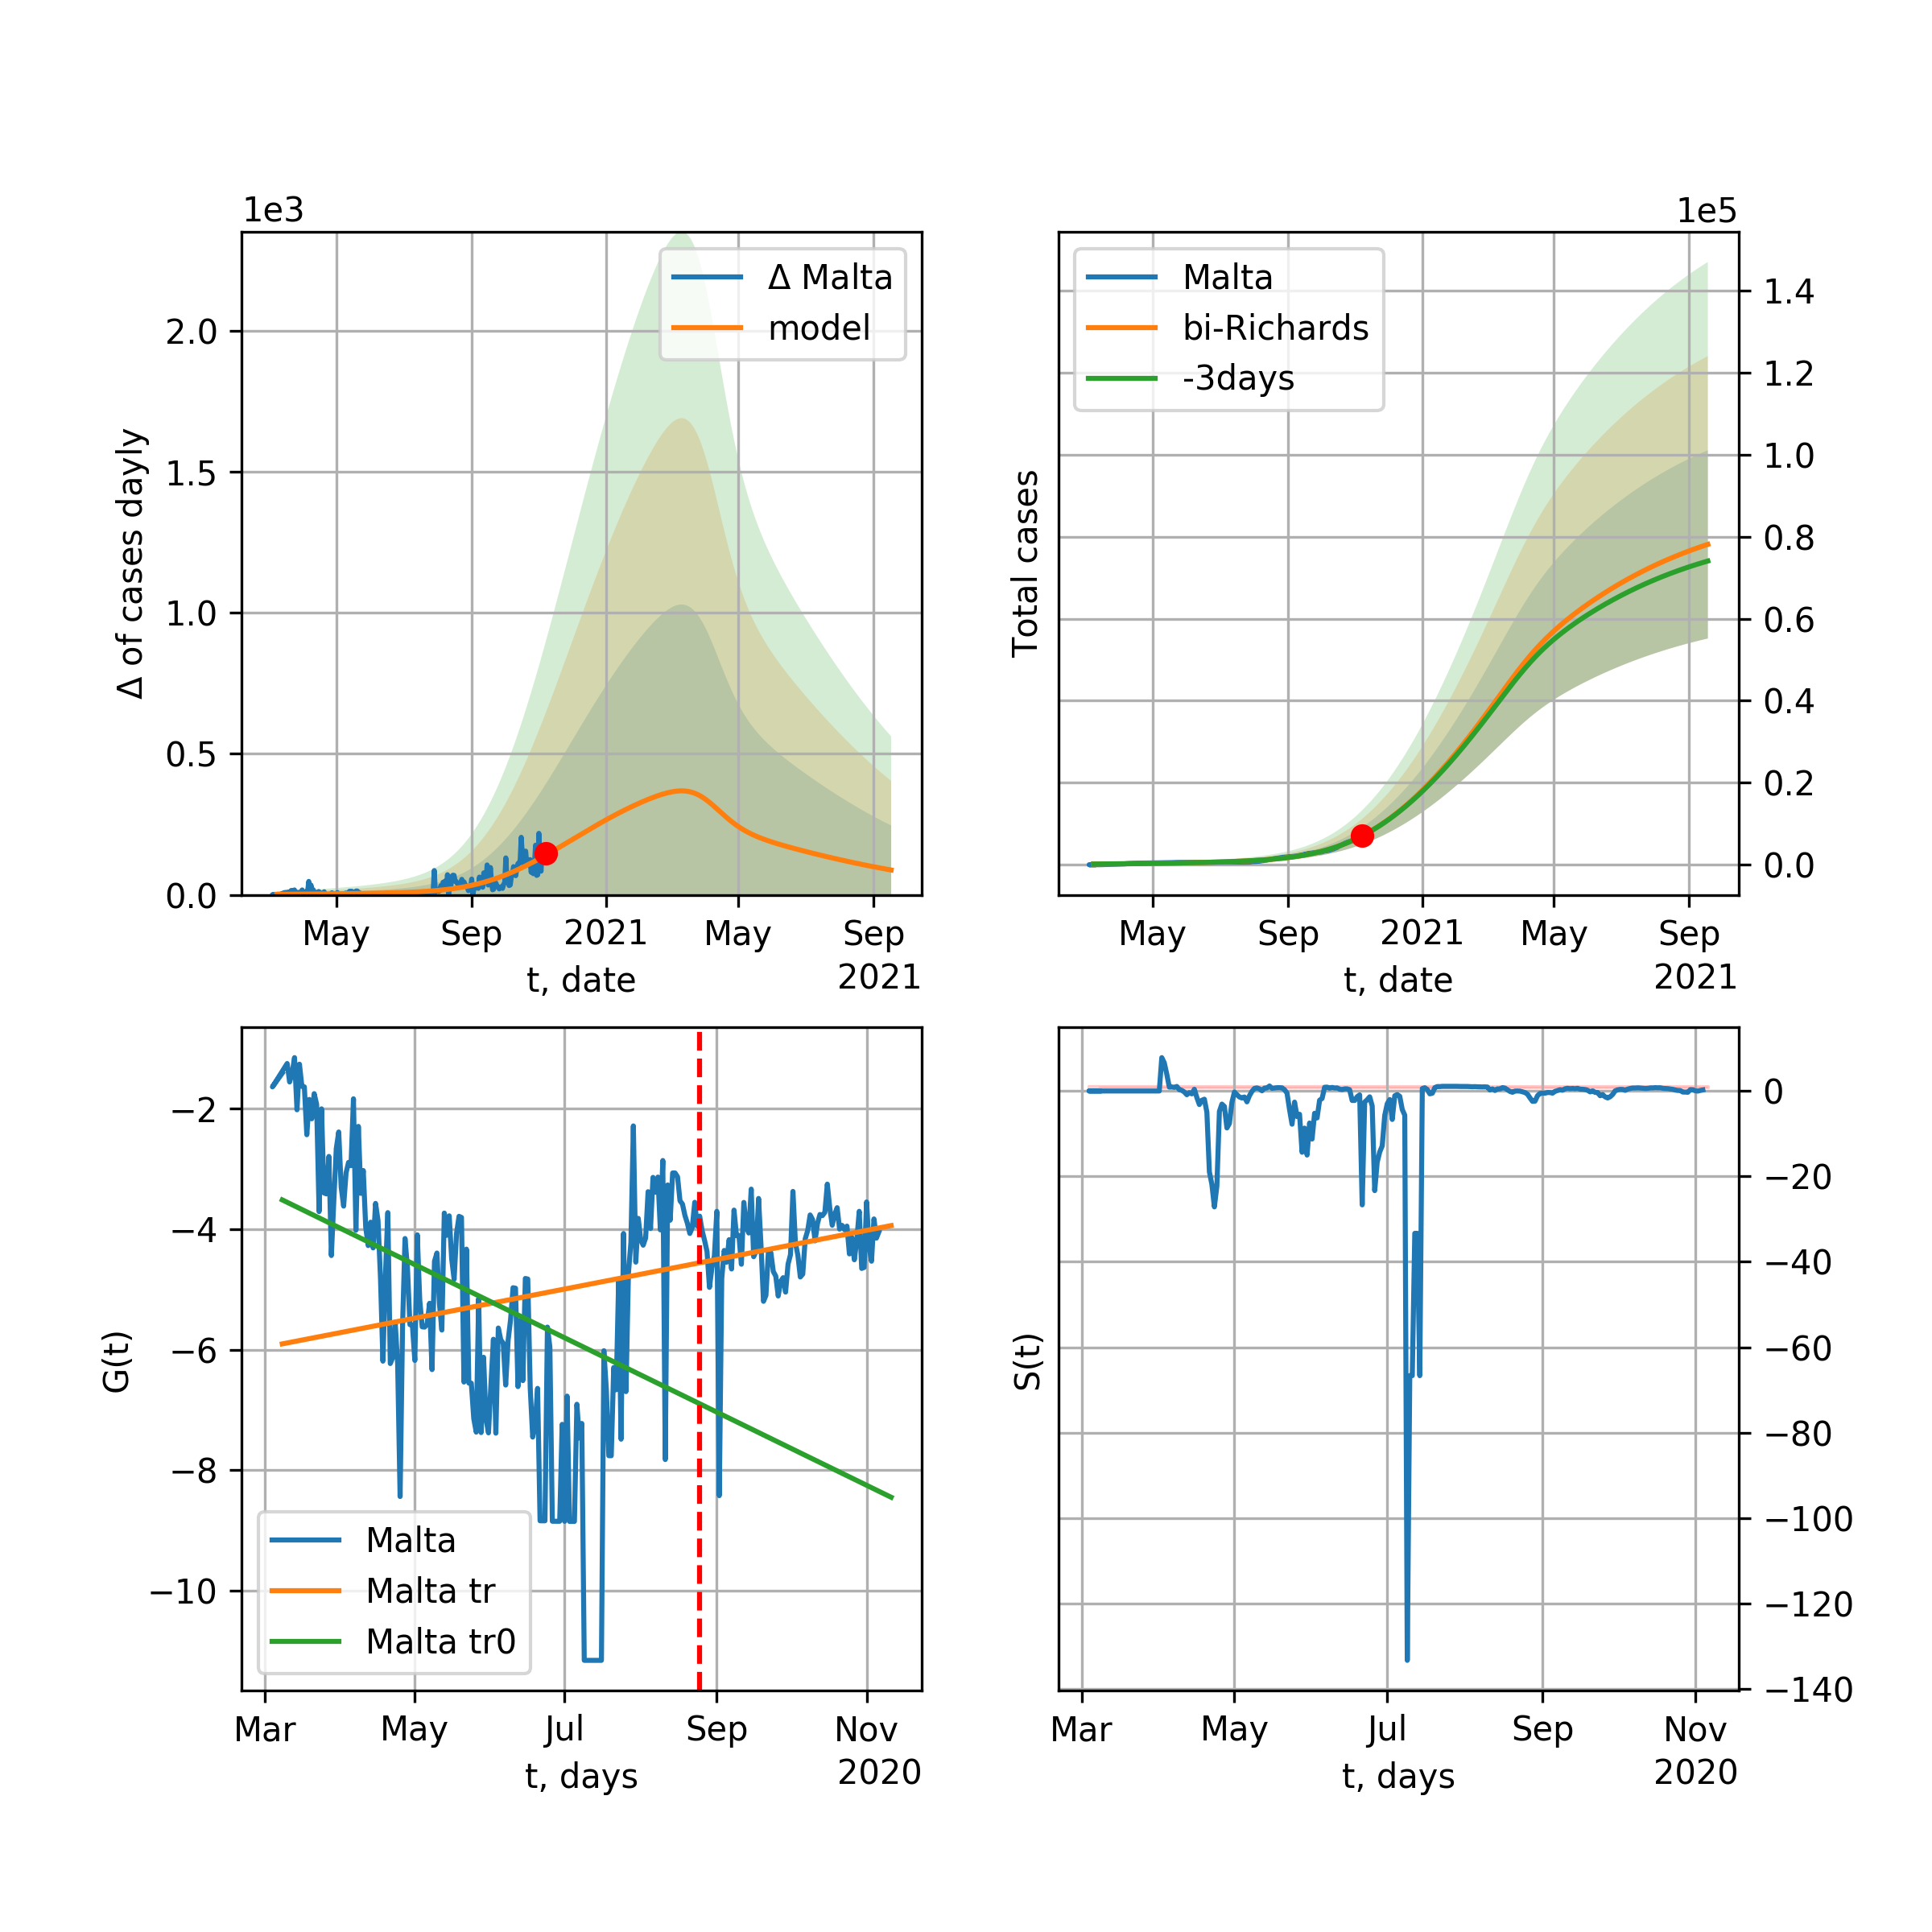 1e3
Δ Malta
model
2.0
1.5
1.0
0.5
0.0
Δ of cases dayly
May
Sep
2021
May
Sep
2021
t, date
1e5
Malta
bi-Richards
-3days
1.4
1.2
1.0
0.8
0.6
0.4
0.2
0.0
Total cases
May
Sep
2021
May
Sep
2021
t, date
−2
−4
−6
−8
−10
G(t)
Malta
Malta tr
Malta tr0
Mar
May
Jul
Sep
Nov
2020
t, days
0
−20
−40
−60
−80
−100
−120
−140
S(t)
Mar
May
Jul
Sep
Nov
2020
t, days